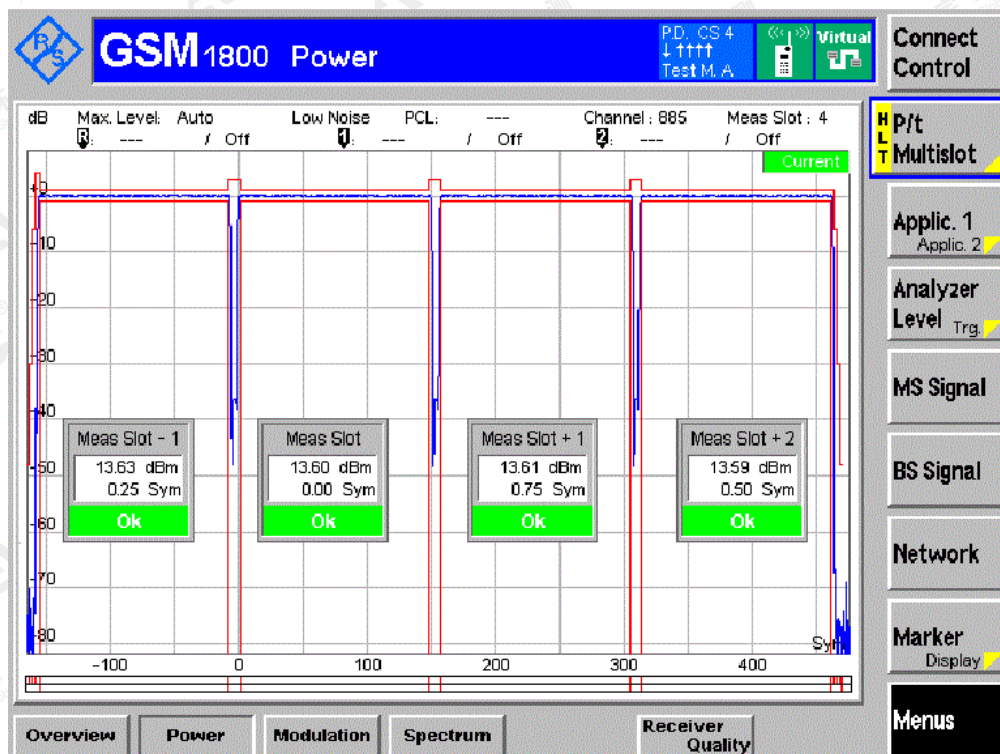 R S
GSM 1800 Power
P.D. CS 4
↓ ↑↑↑↑
Test M. A
Virtual
Connect
Control
dB Max. Level: Auto Low Noise PCL: --- Channel : 885 Meas Slot : 4
R: --- / Off 1: --- / Off 2: --- / Off
Current
HLT
P/t
Multislot
Applic. 1
Applic. 2
Analyzer
Level Trg.
MS Signal
BS Signal
Network
Marker
Display
Menus
+0
-10
-20
-30
-40
-50
-60
-70
-80
Meas Slot - 1
13.63 dBm
0.25 Sym
Ok
Meas Slot
13.60 dBm
0.00 Sym
Ok
Meas Slot + 1
13.61 dBm
0.75 Sym
Ok
Meas Slot + 2
13.59 dBm
0.50 Sym
Ok
Sym
-100 0 100 200 300 400
Overview Power Modulation Spectrum Receiver Quality